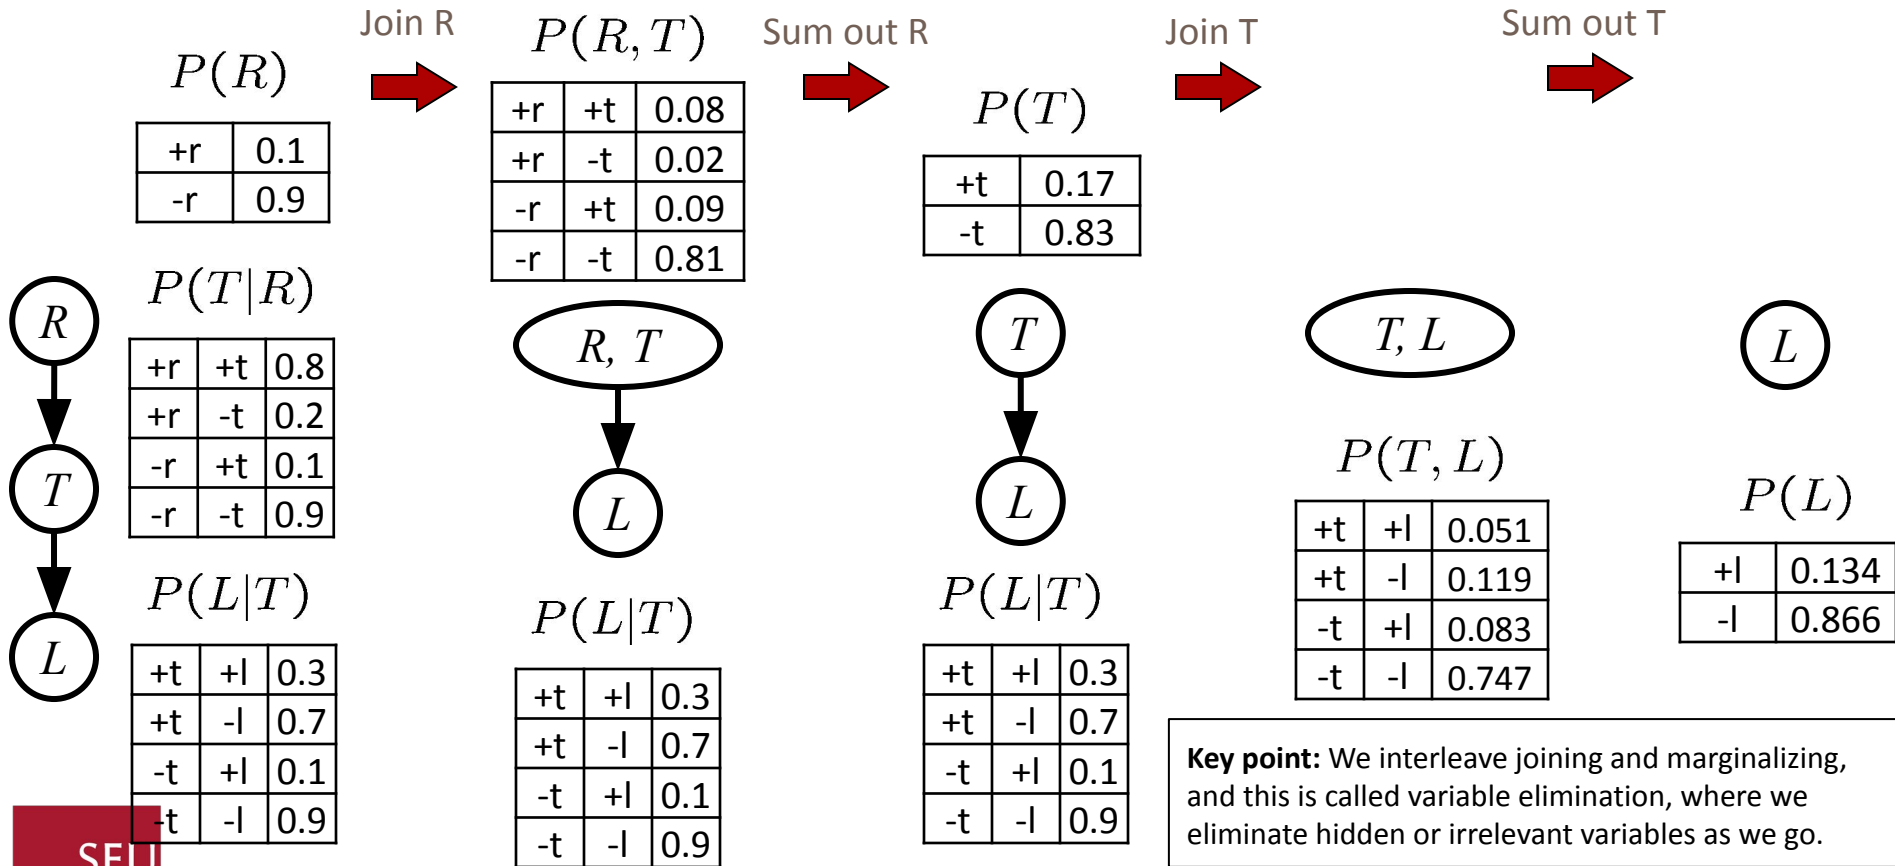 Join R
Sum out R
Join T
Sum out T
P(R)
+r 0.1
-r 0.9
P(T|R)
+r +t 0.8
+r -t 0.2
-r +t 0.1
-r -t 0.9
P(L|T)
+t +l 0.3
+t -l 0.7
-t +l 0.1
-t -l 0.9
R
T
L
P(R, T)
+r +t 0.08
+r -t 0.02
-r +t 0.09
-r -t 0.81
R, T
L
P(L|T)
+t +l 0.3
+t -l 0.7
-t +l 0.1
-t -l 0.9
P(T)
+t 0.17
-t 0.83
T
L
P(L|T)
+t +l 0.3
+t -l 0.7
-t +l 0.1
-t -l 0.9
T, L
P(T, L)
+t +l 0.051
+t -l 0.119
-t +l 0.083
-t -l 0.747
L
P(L)
+l 0.134
-l 0.866
Key point: We interleave joining and marginalizing,
and this is called variable elimination, where we
eliminate hidden or irrelevant variables as we go.